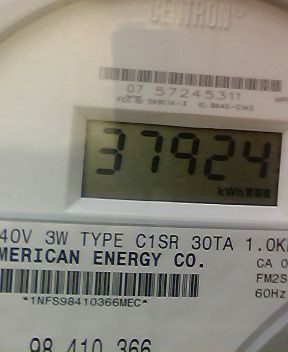 CENTRON®
07 57245311
37924
kWh
40V 3W TYPE C1SR 30TA 1.0K
MERICAN ENERGY CO.
CA 0
FM2S
60Hz
*1NFS98410366MEC*
98 410 366